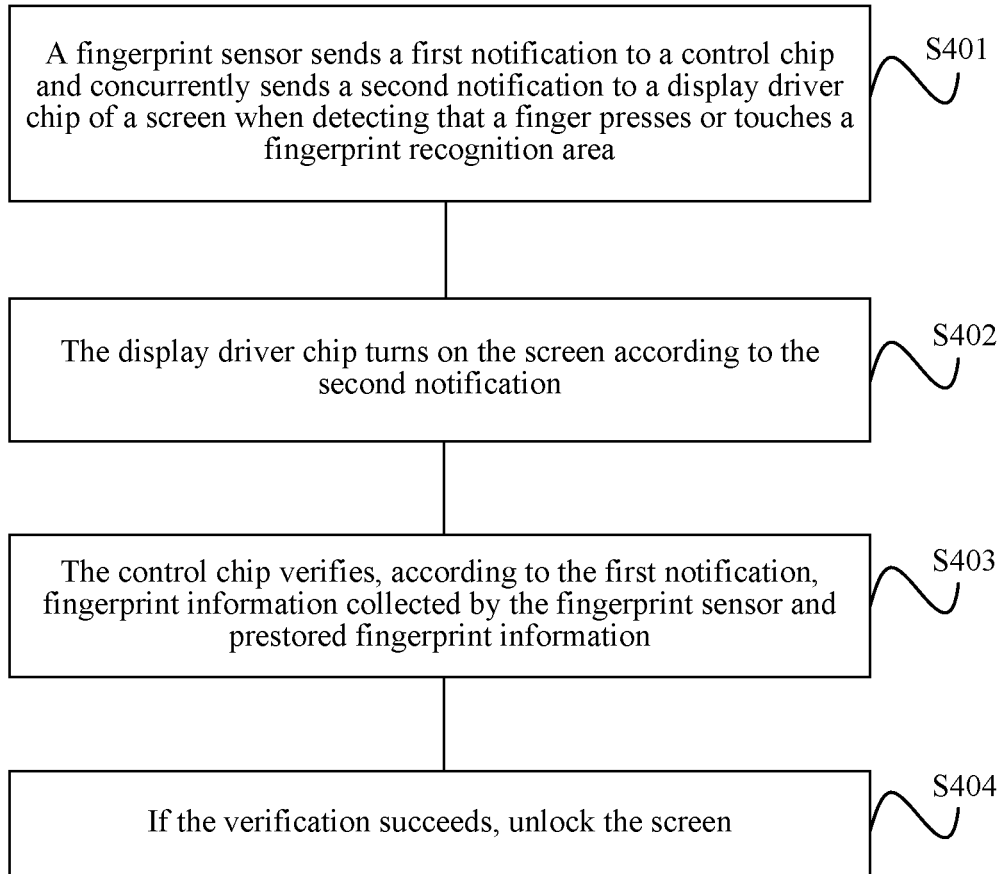 A fingerprint sensor sends a first notification to a control chip
and concurrently sends a second notification to a display driver
chip of a screen when detecting that a finger presses or touches a
fingerprint recognition area
S401
The display driver chip turns on the screen according to the
second notification
S402
The control chip verifies, according to the first notification,
fingerprint information collected by the fingerprint sensor and
prestored fingerprint information
S403
If the verification succeeds, unlock the screen
S404